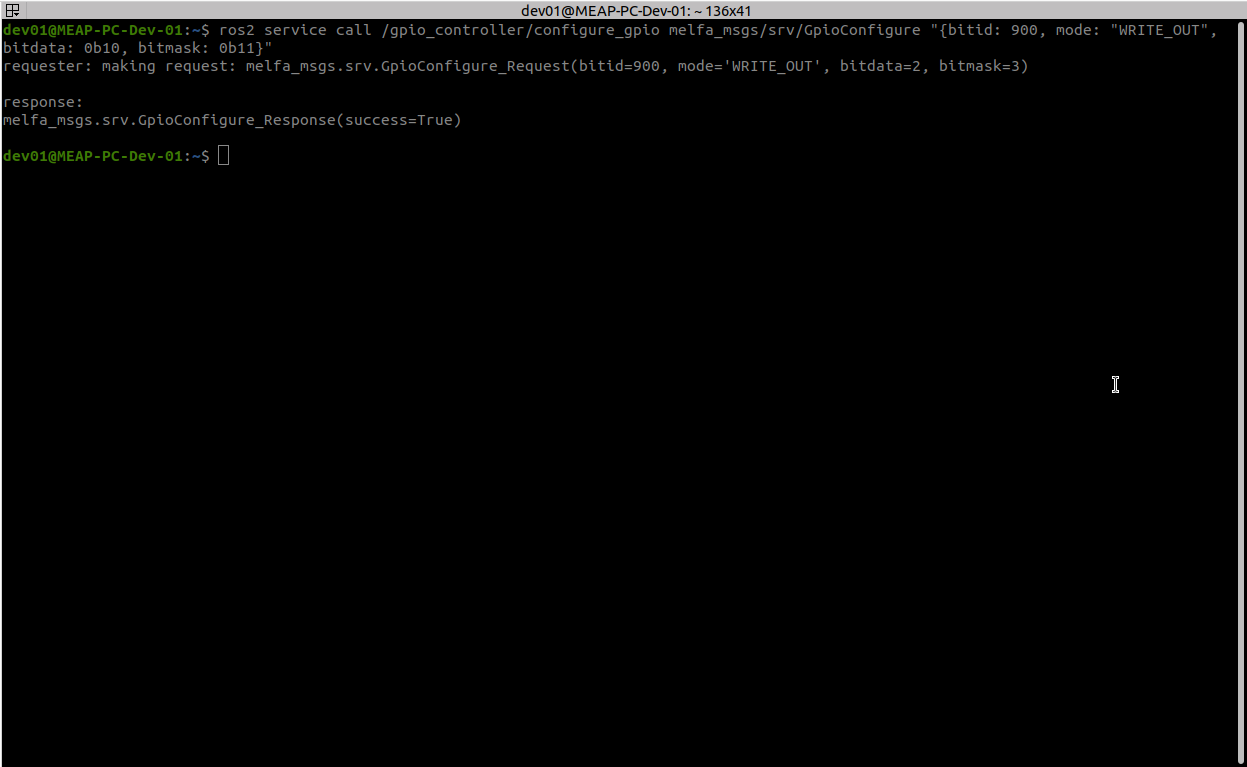 dev01@MEAP-PC-Dev-01: ~ 136x41
dev01@MEAP-PC-Dev-01:~$ ros2 service call /gpio_controller/configure_gpio melfa_msgs/srv/GpioConfigure "{bitid: 900, mode: "WRITE_OUT",
bitdata: 0b10, bitmask: 0b11}"
requester: making request: melfa_msgs.srv.GpioConfigure_Request(bitid=900, mode='WRITE_OUT', bitdata=2, bitmask=3)
response:
melfa_msgs.srv.GpioConfigure_Response(success=True)
dev01@MEAP-PC-Dev-01:~$